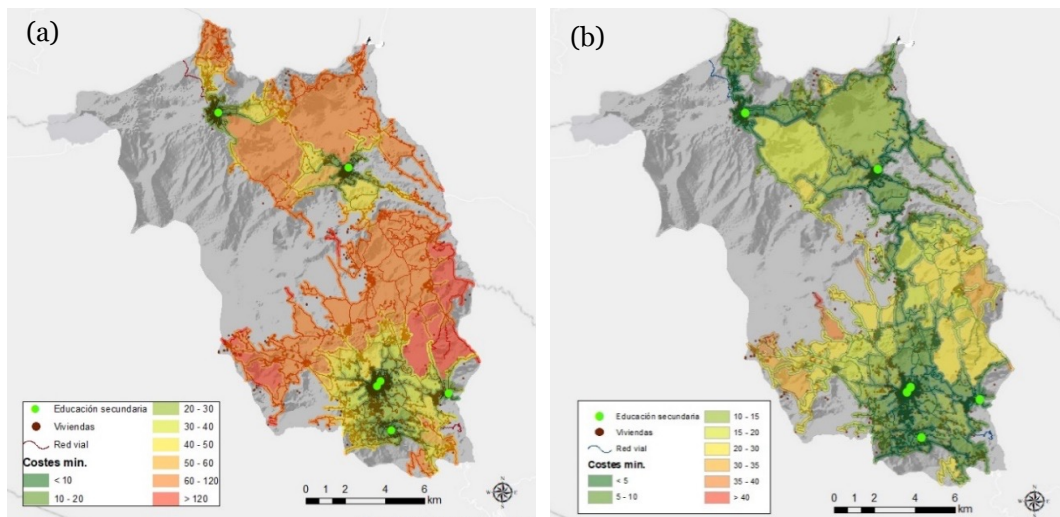 (a)
Educación secundaria
Viviendas
Red vial
Costes min.
< 10
10 - 20
20 - 30
30 - 40
40 - 50
50 - 60
60 - 120
> 120
0 1 2 4 6
km
N
S
(b)
Educación secundaria
Viviendas
Red vial
Costes min.
< 5
5 - 10
10 - 15
15 - 20
20 - 30
30 - 35
35 - 40
> 40
0 1 2 4 6
km
N
S